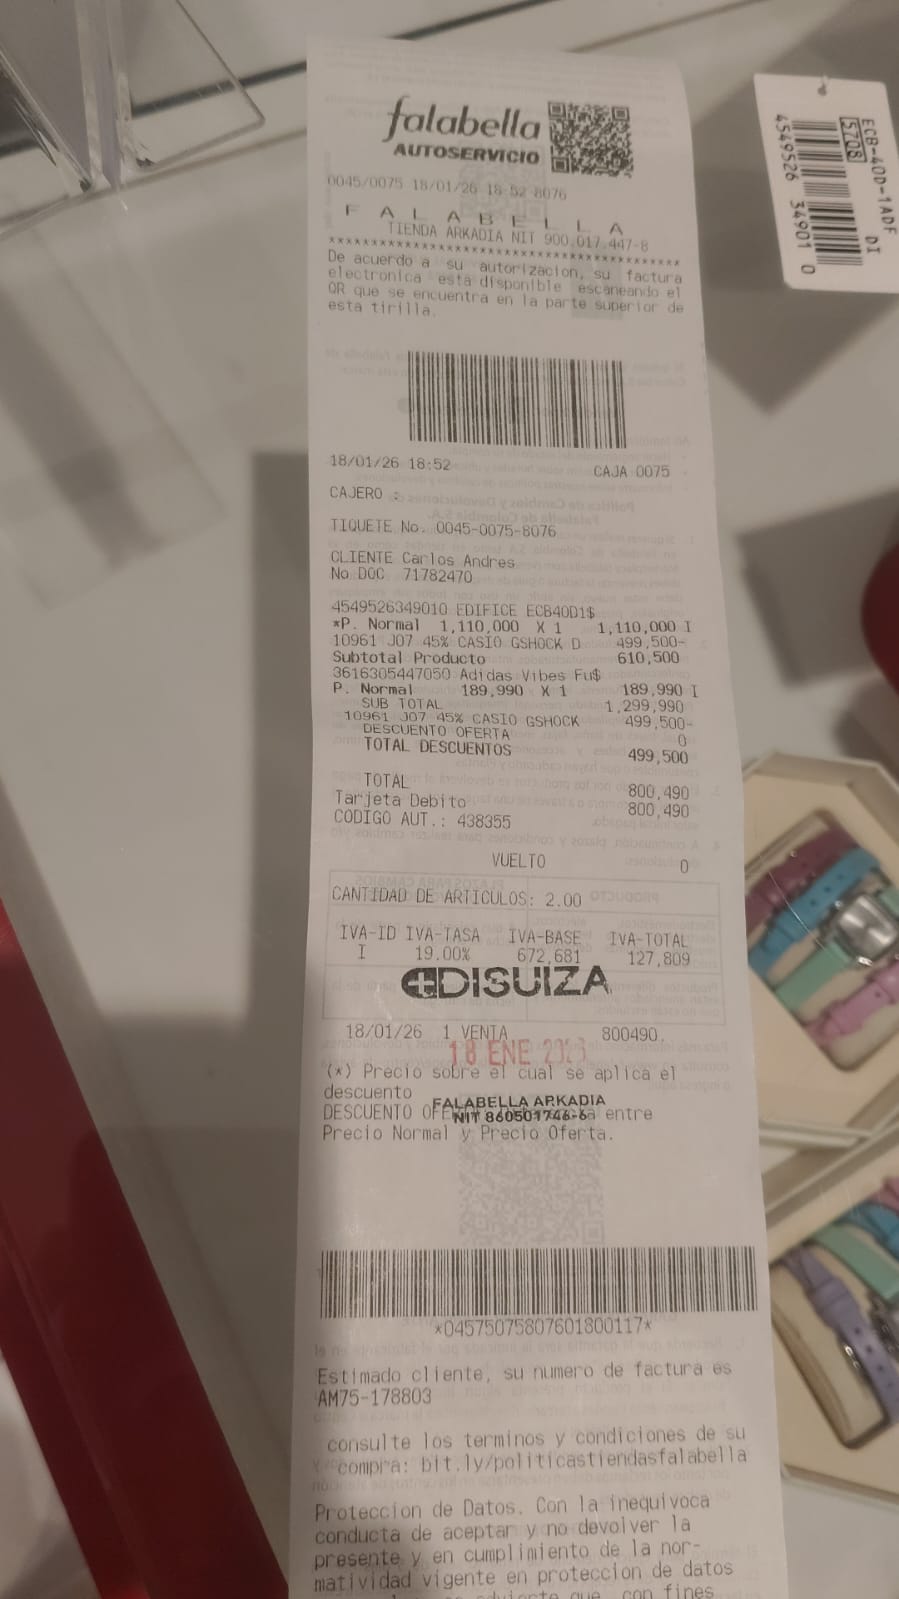 falabella
AUTOSERVICIO
0045/0075 18/01/26 18:52 8076
F A L A B E L L A
TIENDA ARKADIA NIT 900.017.447-8
******************************************
De acuerdo a su autorizacion, su factura
electronica esta disponible escaneando el
QR que se encuentra en la parte superior de
esta tirilla.
18/01/26 18:52 CAJA 0075
CAJERO :
TIQUETE No. 0045-0075-8076
CLIENTE Carlos Andres
No DOC 71782470
4549526349010 EDIFICE ECB40D1$
*P. Normal 1,110,000 X 1 1,110,000 I
10961 J07 45% CASIO GSHOCK D 499,500-
Subtotal Producto 610,500
3616305447050 Adidas Vibes Fu$
P. Normal 189,990 X 1 189,990 I
SUB TOTAL 1,299,990
10961 J07 45% CASIO GSHOCK 499,500-
DESCUENTO OFERTA 0
TOTAL DESCUENTOS 499,500
TOTAL 800,490
Tarjeta Debito 800,490
CODIGO AUT.: 438355
VUELTO 0
CANTIDAD DE ARTICULOS: 2.00
IVA-ID IVA-TASA IVA-BASE IVA-TOTAL
I 19.00% 672,681 127,809
DISUIZA
18/01/26 1 VENTA 800490.
18 ENE
(*) Precio sobre el cual se aplica el
descuento
FALABELLA ARKADIA
NIT 860501746-6
DESCUENTO entre
Precio Normal y Precio Oferta.
*04575075807601800117*
Estimado cliente, su numero de factura es
AM75-178803
consulte los terminos y condiciones de su
compra: bit.ly/politicastiendasfalabella
Proteccion de Datos. Con la inequivoca
conducta de aceptar y no devolver la
presente y en cumplimiento de la nor-
matividad vigente en proteccion de datos
que con fines
ECB-40D-1ADF
5708 DI
4549526 34901 0